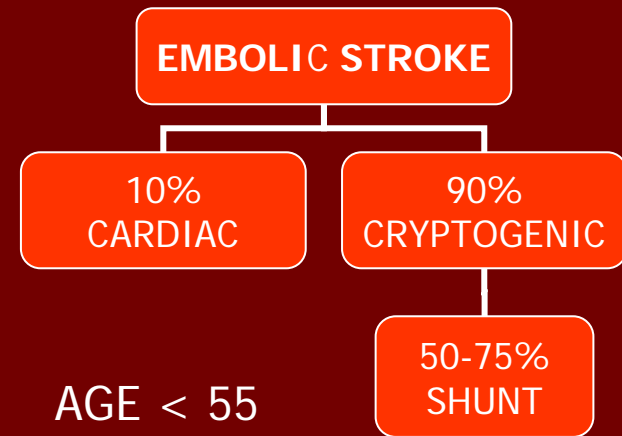 EMBOLIC STROKE
10%
CARDIAC
90%
CRYPTOGENIC
50-75%
SHUNT
AGE < 55